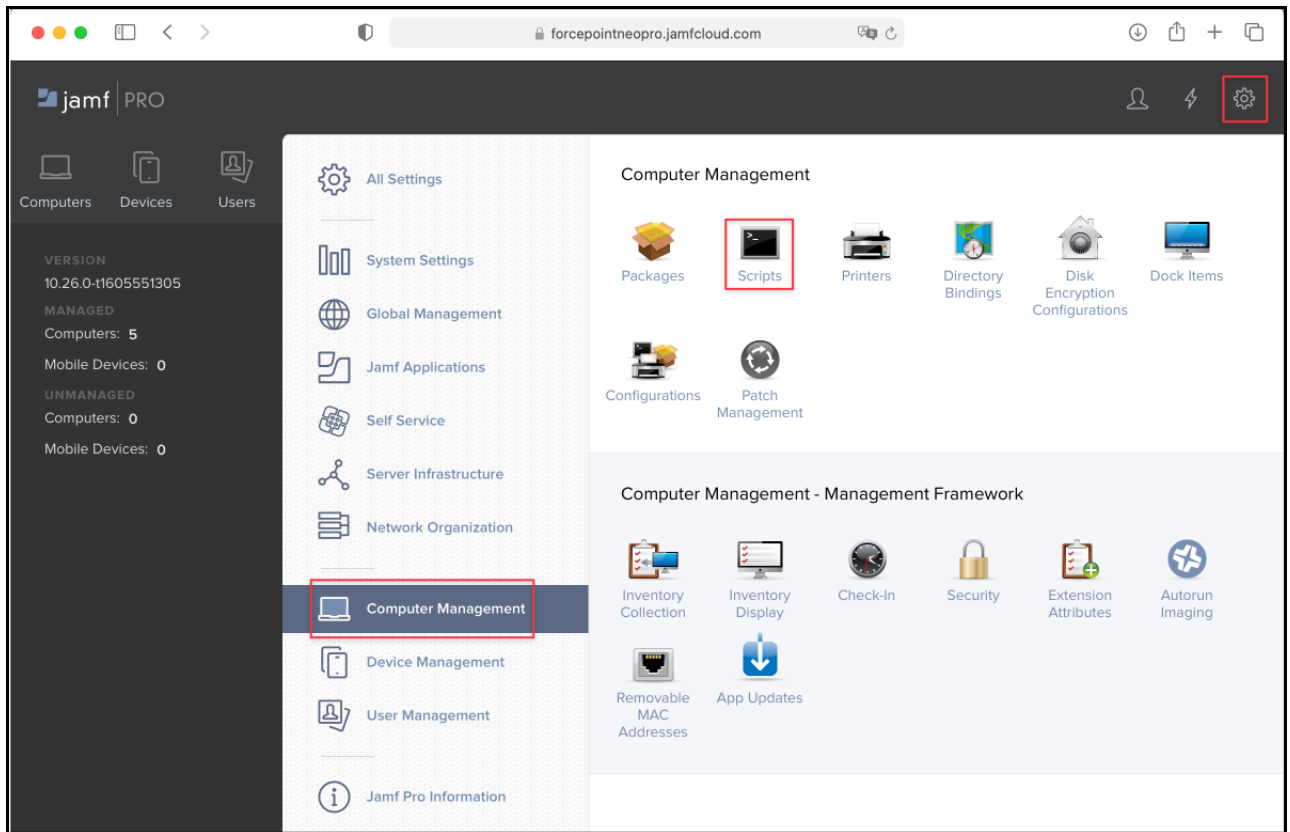 forcepointneopro.jamfcloud.com
jamf PRO
Computers
Devices
Users
VERSION
10.26.0-t1605551305
MANAGED
Computers: 5
Mobile Devices: 0
UNMANAGED
Computers: 0
Mobile Devices: 0
All Settings
System Settings
Global Management
Jamf Applications
Self Service
Server Infrastructure
Network Organization
Computer Management
Device Management
User Management
Jamf Pro Information
Computer Management
Packages
Scripts
Printers
Directory
Bindings
Disk
Encryption
Configurations
Dock Items
Configurations
Patch
Management
Computer Management - Management Framework
Inventory
Collection
Inventory
Display
Check-In
Security
Extension
Attributes
Autorun
Imaging
Removable
MAC
Addresses
App Updates